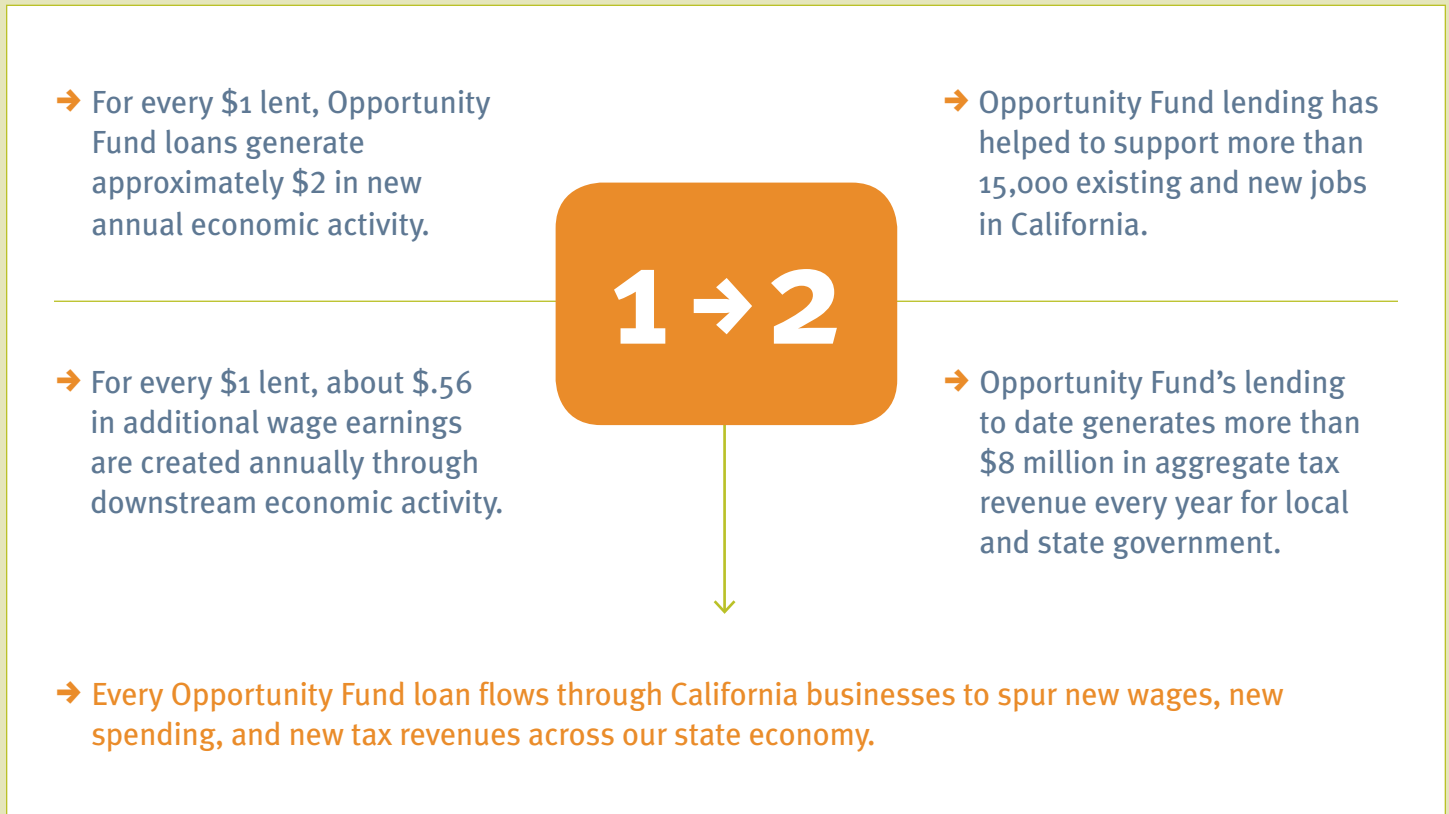 → For every $1 lent, Opportunity
Fund loans generate
approximately $2 in new
annual economic activity.
→ Opportunity Fund lending has
helped to support more than
15,000 existing and new jobs
in California.
1 → 2
→ For every $1 lent, about $.56
in additional wage earnings
are created annually through
downstream economic activity.
→ Opportunity Fund’s lending
to date generates more than
$8 million in aggregate tax
revenue every year for local
and state government.
→ Every Opportunity Fund loan flows through California businesses to spur new wages, new
spending, and new tax revenues across our state economy.